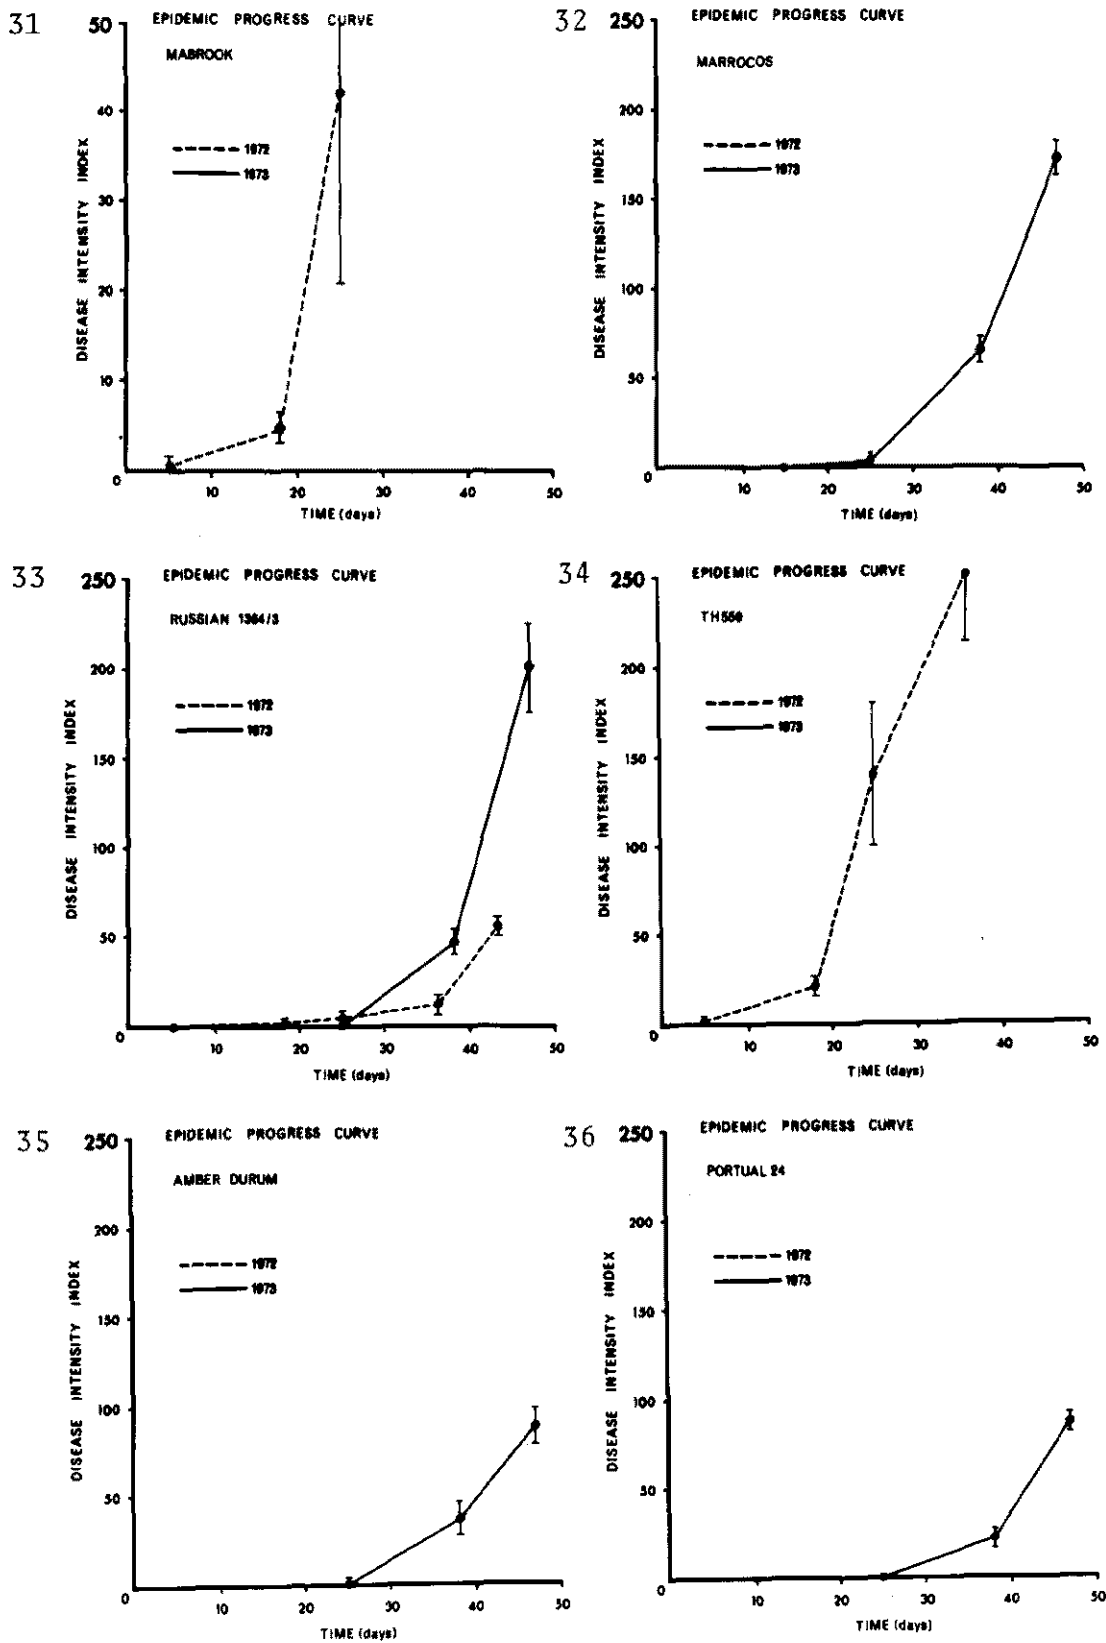 31
EPIDEMIC PROGRESS CURVE
MABROOK
1972
1973
DISEASE INTENSITY INDEX
50
40
30
20
10
0
10 20 30 40 50
TIME (days)
32
EPIDEMIC PROGRESS CURVE
MARROCOS
1972
1973
DISEASE INTENSITY INDEX
250
200
150
100
50
0
10 20 30 40 50
TIME (days)
33
EPIDEMIC PROGRESS CURVE
RUSSIAN 1364/3
1972
1973
DISEASE INTENSITY INDEX
250
200
150
100
50
0
10 20 30 40 50
TIME (days)
34
EPIDEMIC PROGRESS CURVE
1972
1973
DISEASE INTENSITY INDEX
250
200
150
100
50
0
10 20 30 40 50
TIME (days)
35
EPIDEMIC PROGRESS CURVE
AMBER DURUM
1972
1973
DISEASE INTENSITY INDEX
250
200
150
100
50
0
10 20 30 40 50
TIME (days)
36
EPIDEMIC PROGRESS CURVE
PORTUAL 24
1972
1973
DISEASE INTENSITY INDEX
250
200
150
100
50
0
10 20 30 40 50
TIME (days)